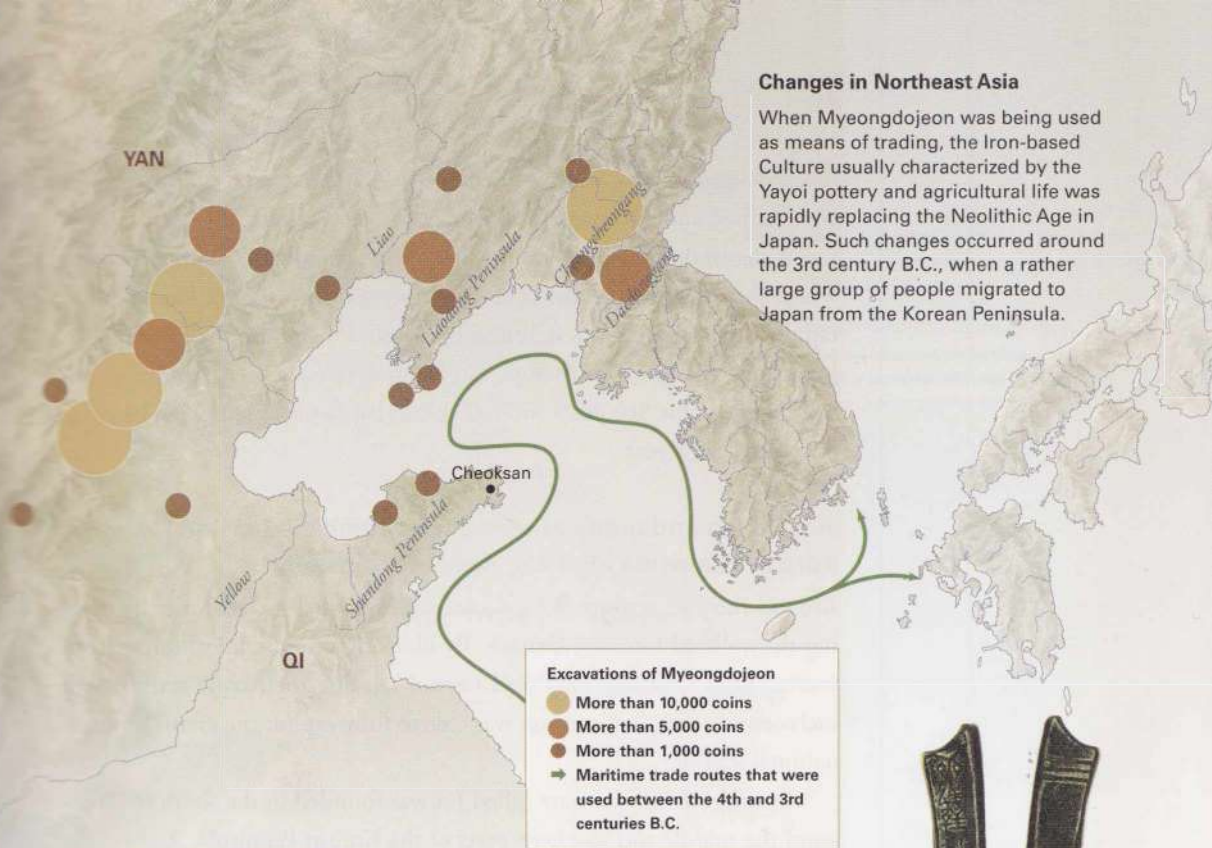 Changes in Northeast Asia
When Myeongdojeon was being used
as means of trading, the Iron-based
Culture usually characterized by the
Yayoi pottery and agricultural life was
rapidly replacing the Neolithic Age in
Japan. Such changes occurred around
the 3rd century B.C., when a rather
large group of people migrated to
Japan from the Korean Peninsula.
YAN
Liao
Liaodong Peninsula
Cheongcheongang
Daedonggang
Cheoksan
Shandong Peninsula
Yellow
QI
Excavations of Myeongdojeon
More than 10,000 coins
More than 5,000 coins
More than 1,000 coins
Maritime trade routes that were
used between the 4th and 3rd
centuries B.C.